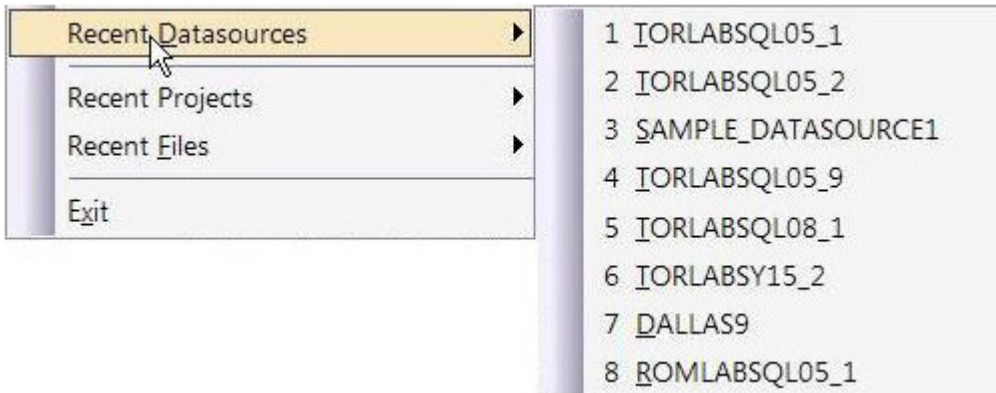 Recent Datasources
Recent Projects
Recent Files
Exit
1 TORLABSQL05_1
2 TORLABSQL05_2
3 SAMPLE_DATASOURCE1
4 TORLABSQL05_9
5 TORLABSQL08_1
6 TORLABSY15_2
7 DALLAS9
8 ROMLABSQL05_1